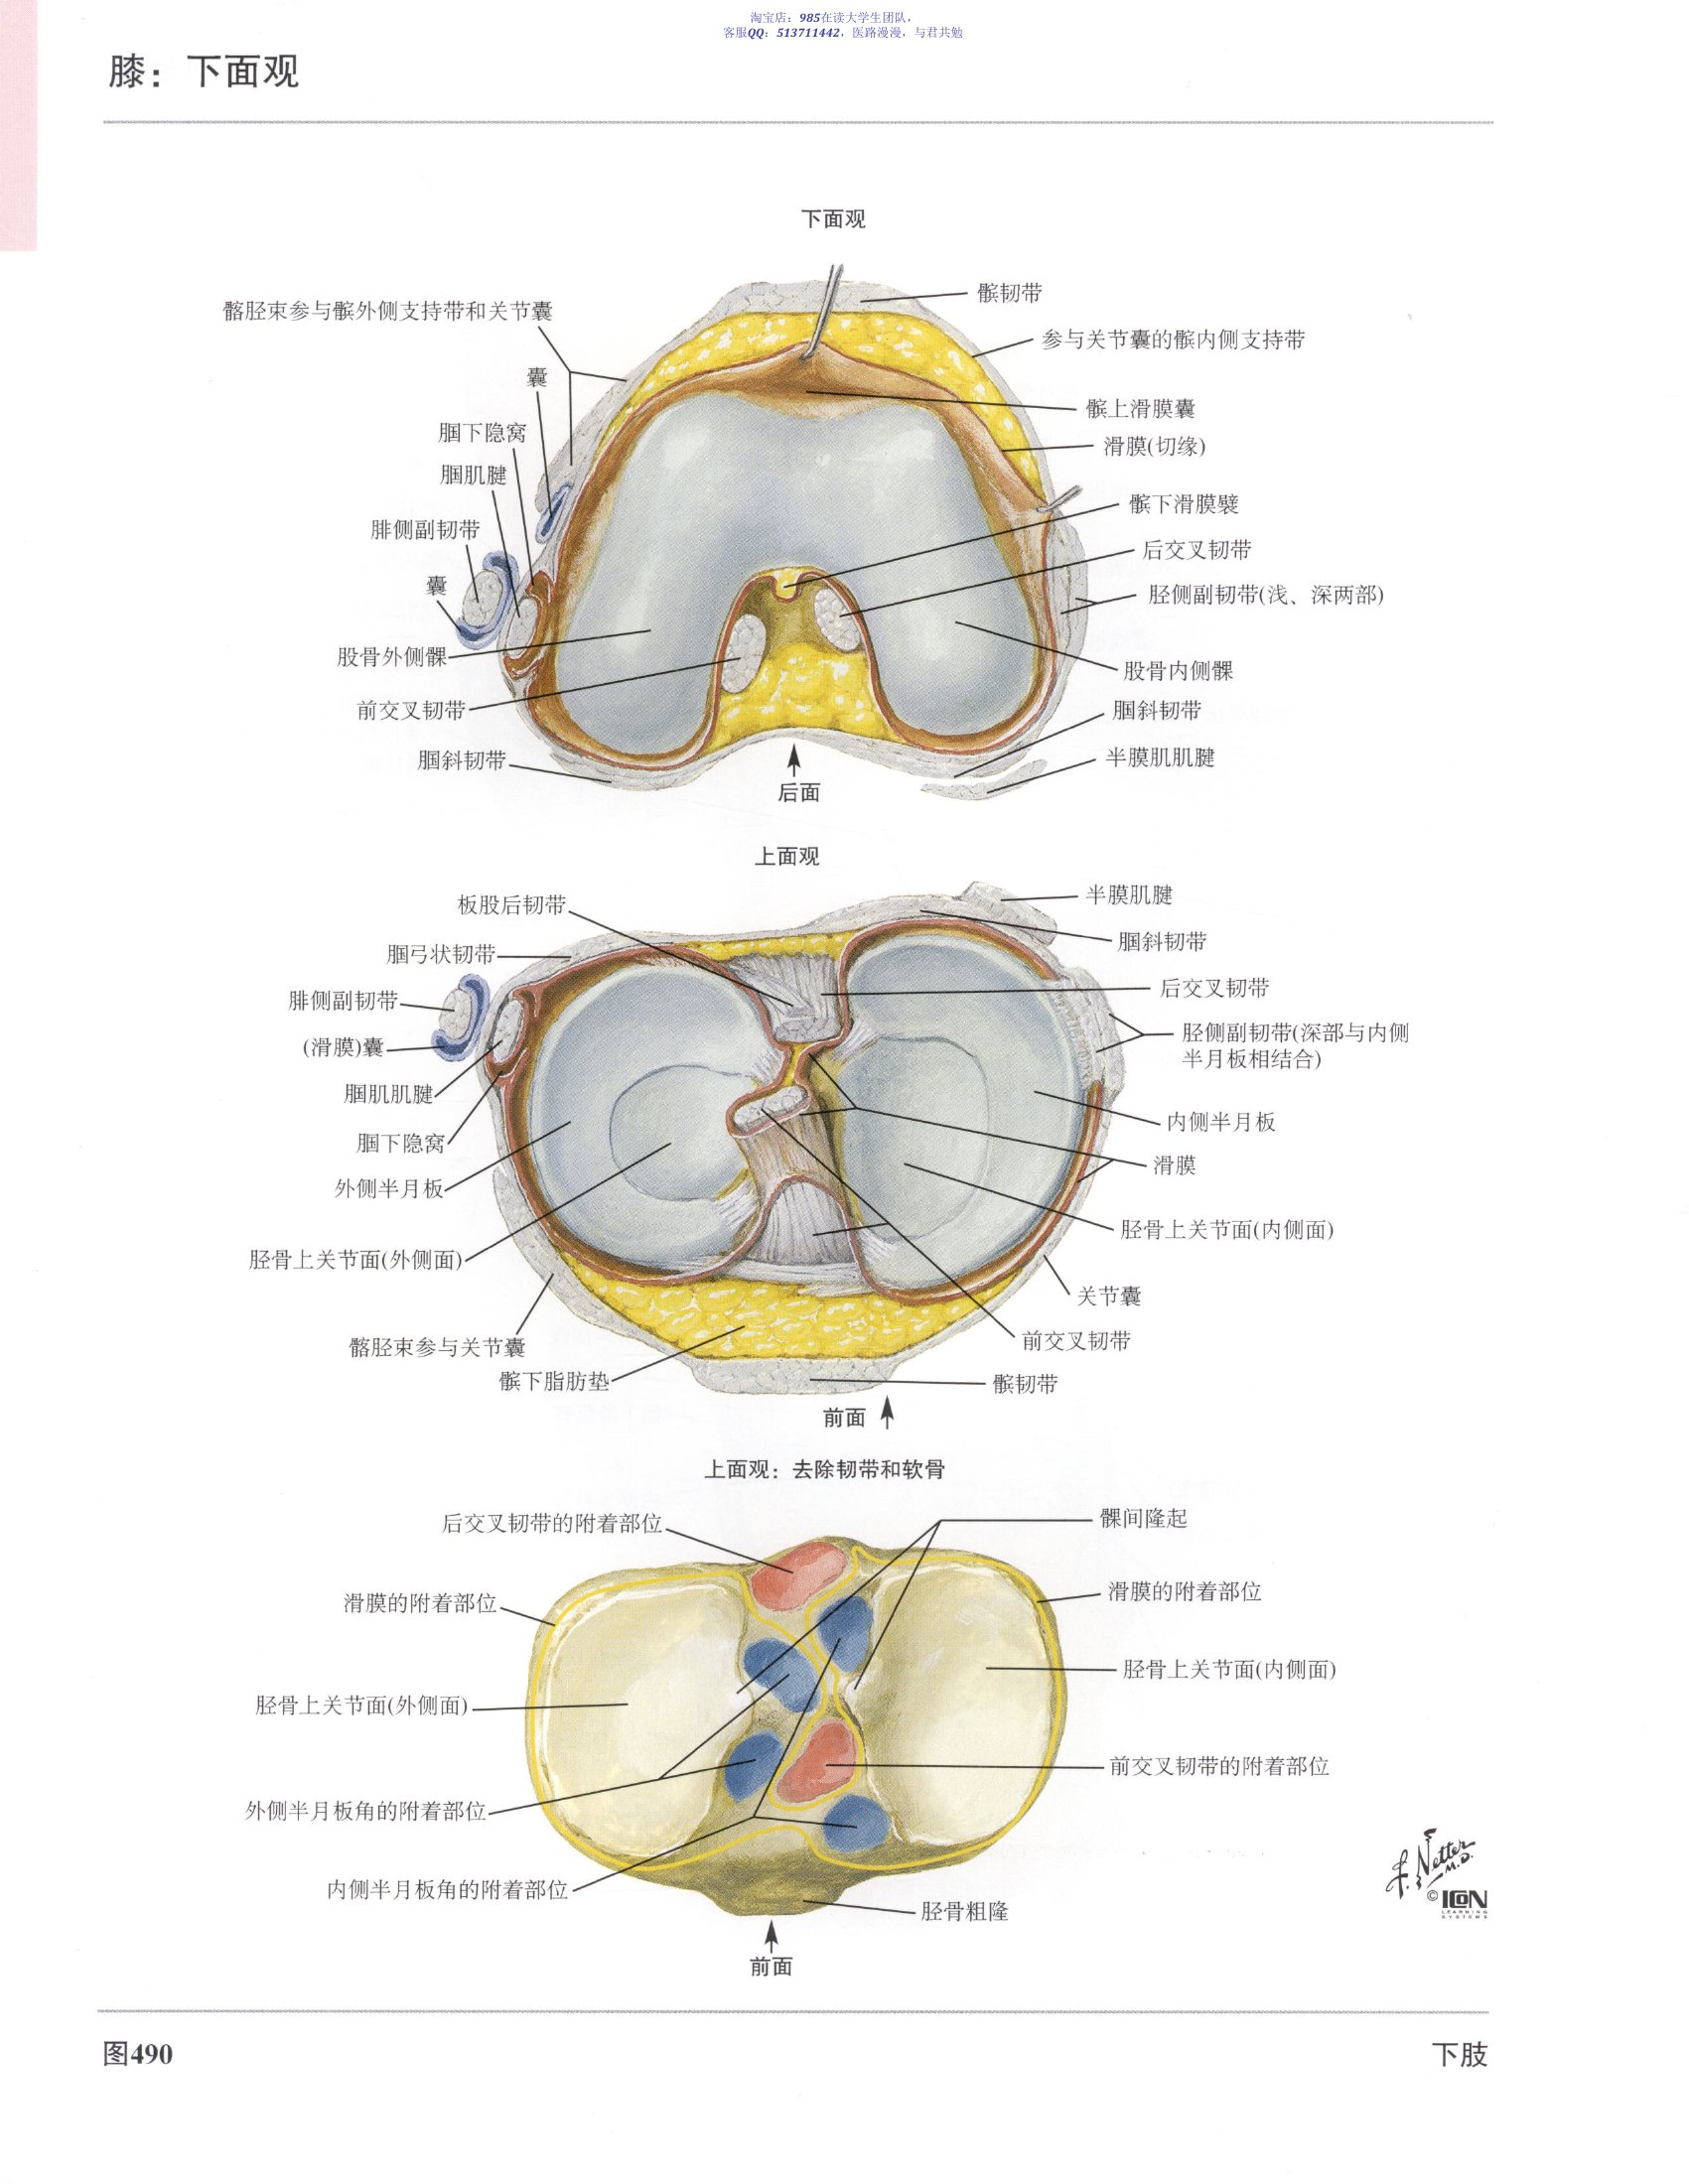 淘宝店：985在读大学生团队，
客服QQ：513711442，医路漫漫，与君共勉
膝：下面观
下面观
髌韧带
髂胫束参与髌外侧支持带和关节囊
参与关节囊的髌内侧支持带
囊
髌上滑膜囊
腘下隐窝
滑膜(切缘)
腘肌腱
髌下滑膜襞
腓侧副韧带
后交叉韧带
囊
胫侧副韧带(浅、深两部)
股骨外侧髁
股骨内侧髁
前交叉韧带
腘斜韧带
腘斜韧带
半膜肌肌腱
后面
上面观
板股后韧带
半膜肌腱
腘弓状韧带
腘斜韧带
腓侧副韧带
后交叉韧带
(滑膜)囊
胫侧副韧带(深部与内侧
半月板相结合)
腘肌肌腱
内侧半月板
腘下隐窝
滑膜
外侧半月板
胫骨上关节面(内侧面)
胫骨上关节面(外侧面)
关节囊
髂胫束参与关节囊
前交叉韧带
髌下脂肪垫
髌韧带
前面
上面观：去除韧带和软骨
后交叉韧带的附着部位
髁间隆起
滑膜的附着部位
滑膜的附着部位
胫骨上关节面(内侧面)
胫骨上关节面(外侧面)
前交叉韧带的附着部位
外侧半月板角的附着部位
内侧半月板角的附着部位
胫骨粗隆
前面
F. Netter
M.D.
© ICON
LEARNING
SYSTEMS
图490
下肢